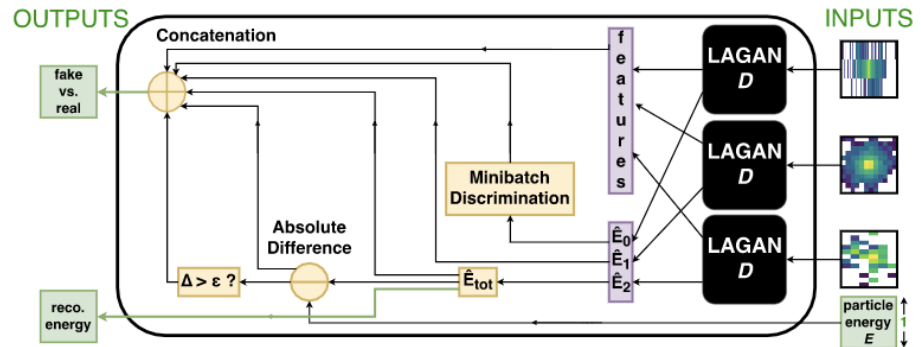 OUTPUTS
INPUTS
Concatenation
fake
vs.
real
features
LAGAN
D
LAGAN
D
LAGAN
D
Minibatch
Discrimination
Absolute
Difference
Ê0
Ê1
Ê2
Δ > ε ?
Êtot
reco.
energy
particle
energy
E
1